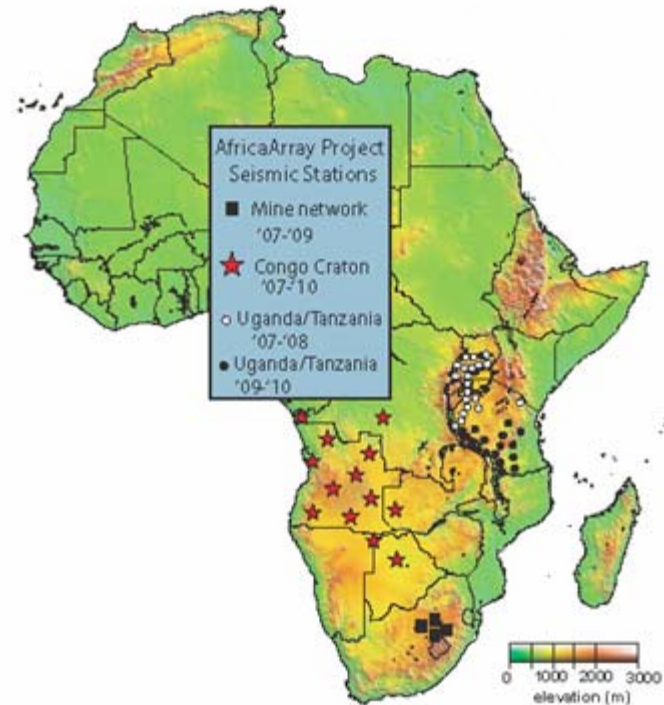 AfricaArray Project
Seismic Stations
Mine network
'07-'09
Congo Craton
'07-'10
Uganda/Tanzania
'07-'08
Uganda/Tanzania
'09-'10
0 1000 2000 3000
elevation (m)